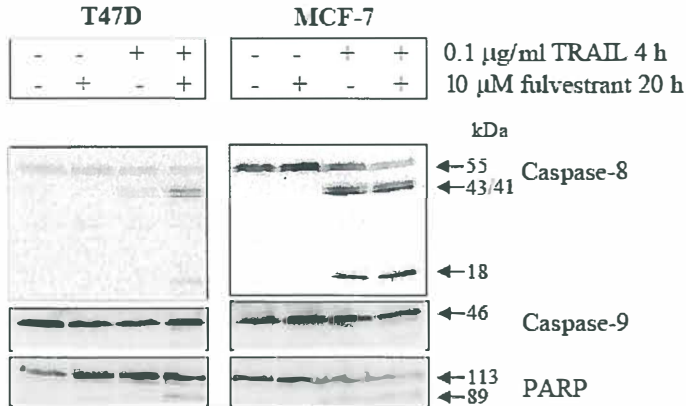 T47D MCF-7
- - + + - - + + 0.1 µg/ml TRAIL 4 h
- + - + - + - + 10 µM fulvestrant 20 h
kDa
55 Caspase-8
43/41
18
46 Caspase-9
113 PARP
89